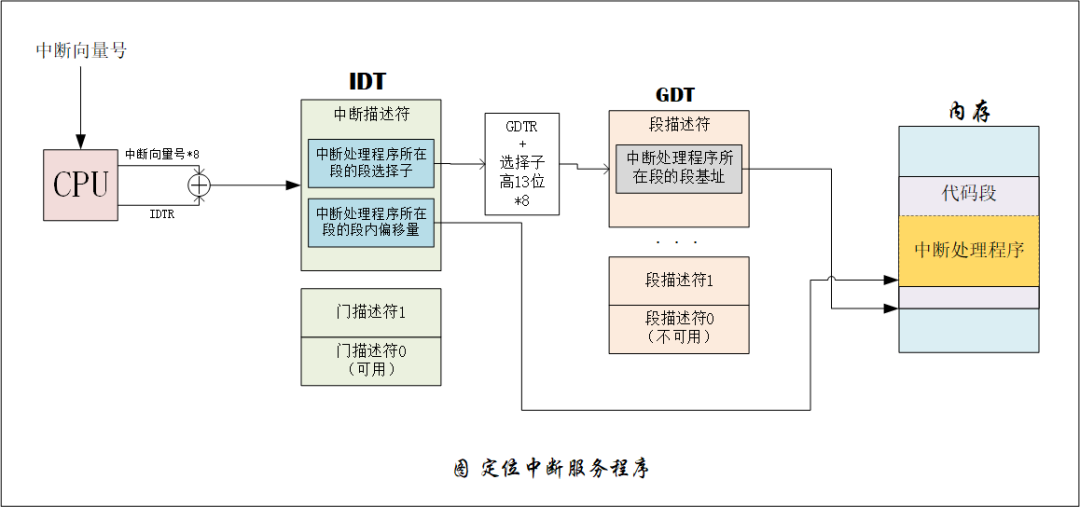 中断向量号
CPU
中断向量号*8
IDTR
IDT
中断描述符
中断处理程序所在
段的段选择子
中断处理程序所在
段的段内偏移量
门描述符1
门描述符0
(可用)
GDTR
+
选择子
高13位
*8
GDT
段描述符
中断处理程序所
在段的段基址
...
段描述符1
段描述符0
(不可用)
内存
代码段
中断处理程序
图 定位中断服务程序